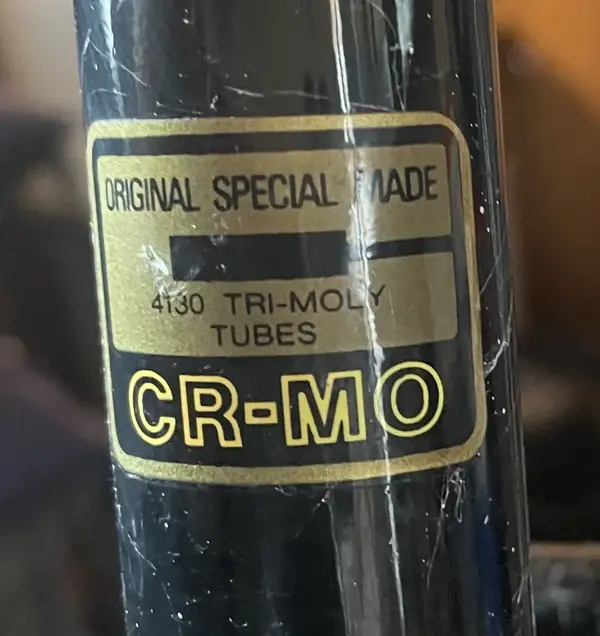 ORIGINAL SPECIAL MADE
4130 TRI-MOLY
TUBES
CR-MO